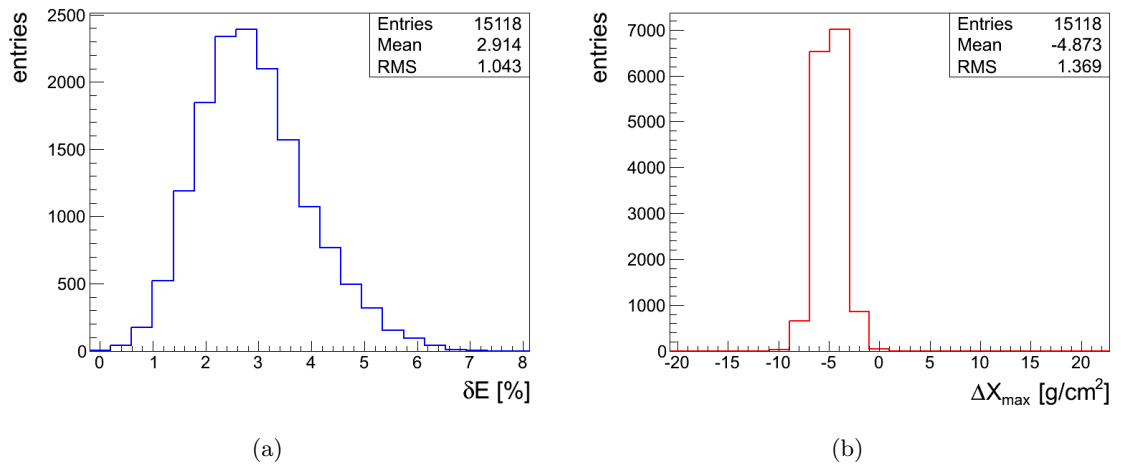 entries
2500
2000
1500
1000
500
0
Entries 15118
Mean 2.914
RMS 1.043
0 1 2 3 4 5 6 7 8
δE [%]
(a)
entries
7000
6000
5000
4000
3000
2000
1000
0
Entries 15118
Mean -4.873
RMS 1.369
-20 -15 -10 -5 0 5 10 15 20
ΔXmax [g/cm²]
(b)